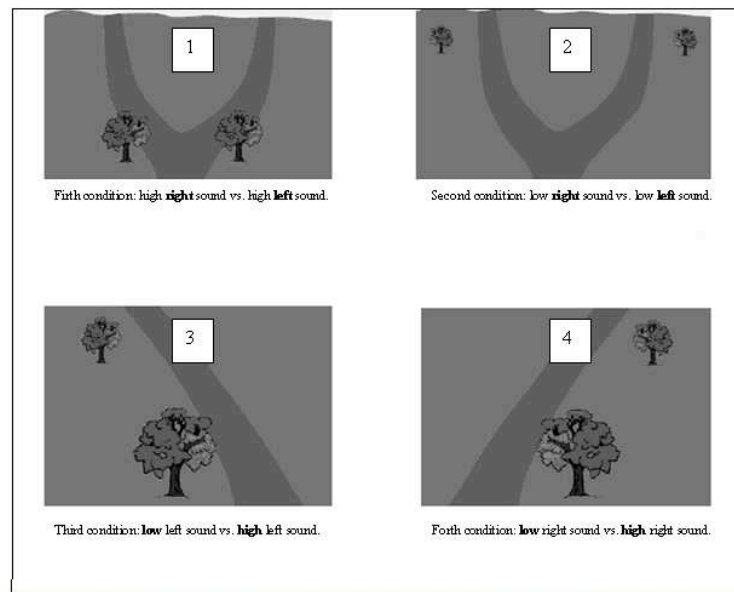 1
2
Firth condition: high right sound vs. high left sound.
Second condition: low right sound vs. low left sound.
3
4
Third condition: low left sound vs. high left sound.
Forth condition: low right sound vs. high right sound.